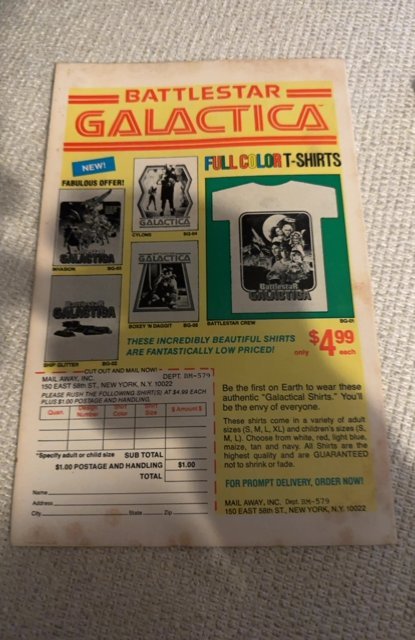 BATTLESTAR
GALACTICA
NEW!
FABULOUS OFFER!
FULL COLOR T-SHIRTS
CYLONS BG-04
GALACTICA
INVASION BG-03
BattlestaR
GALACTICA
BATTLESTAR CREW BG-01
GALACTICA
BOXEY 'N DAGGIT BG-05
BattlestaR
GALACTICA
SHIP GLITTER BG-02
THESE INCREDIBLY BEAUTIFUL SHIRTS
ARE FANTASTICALLY LOW PRICED!
only $4.99 each
CUT OUT AND MAIL NOW!
MAIL AWAY, INC. DEPT. BM-579
150 EAST 58th ST., NEW YORK, N.Y. 10022
PLEASE RUSH THE FOLLOWING SHIRT(S) AT $4.99 EACH
PLUS $1.00 POSTAGE AND HANDLING.
Quan. Design Number Shirt Color Shirt Size $ Amount $
*Specify adult or child size SUB TOTAL
$1.00 POSTAGE AND HANDLING $1.00
TOTAL
Name
Address
City State Zip
Be the first on Earth to wear these
authentic "Galactical Shirts." You'll
be the envy of everyone.
These shirts come in a variety of adult
sizes (S, M, L, XL) and children's sizes (S,
M, L). Choose from white, red, light blue,
maize, tan and navy. All Shirts are the
highest quality and are GUARANTEED
not to shrink or fade.
FOR PROMPT DELIVERY, ORDER NOW!
MAIL AWAY, INC. Dept. BM-579
150 EAST 58th ST., NEW YORK, N.Y. 10022